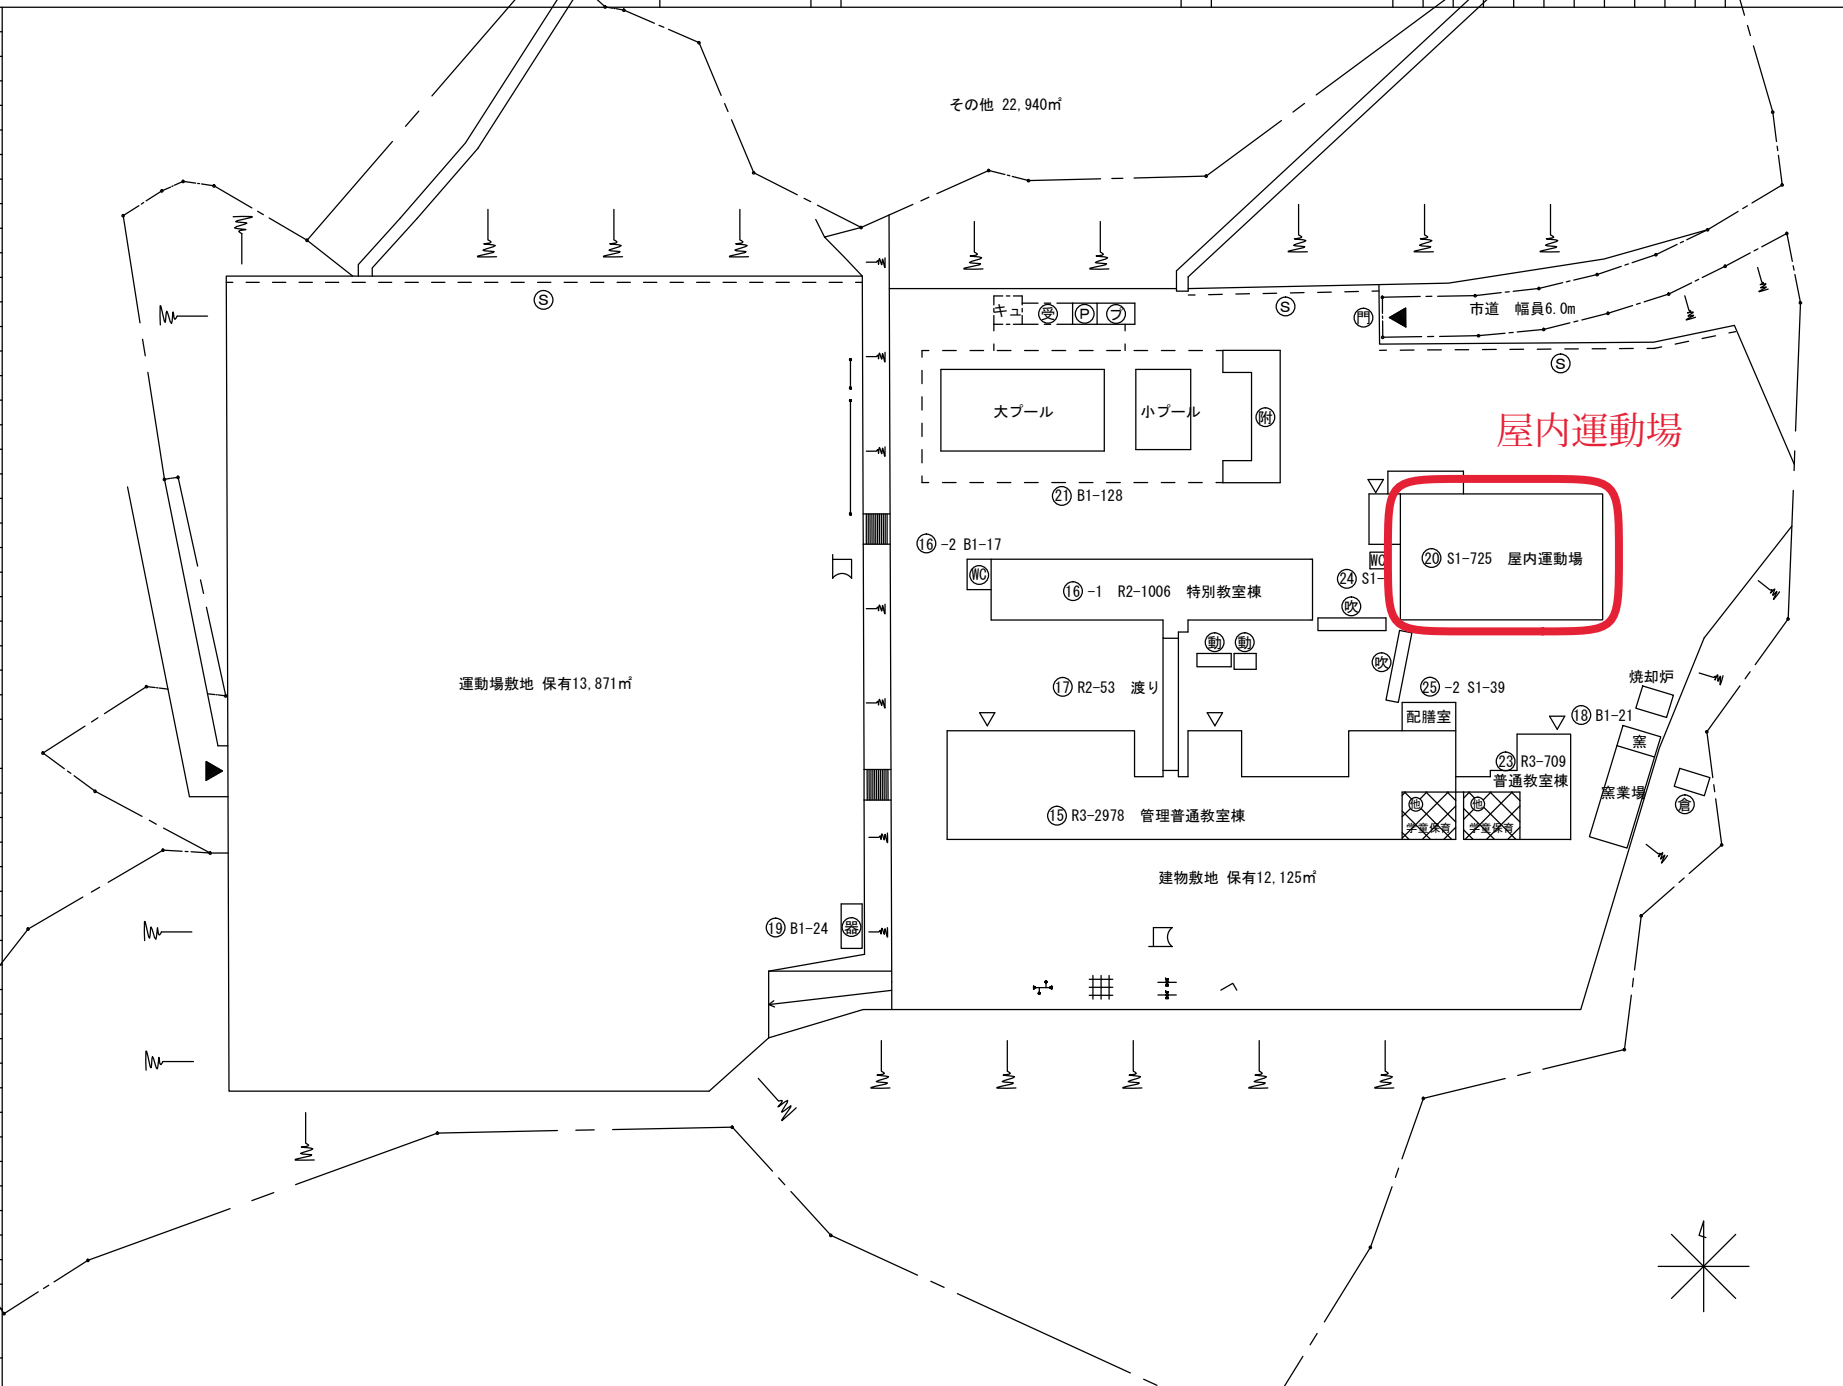 その他 22,940㎡
Ⓢ
Ⓢ
キュ
受
Ⓟ
プ
門
市道 幅員6.0m
Ⓢ
大プール
小プール
附
屋内運動場
㉑ B1-128
⑯-2 B1-17
WC
⑯-1 R2-1006 特別教室棟
WC
⑳ S1-725 屋内運動場
㉔ S1-
吹
動
動
吹
運動場敷地 保有13,871㎡
⑰ R2-53 渡り
㉕-2 S1-39
配膳室
焼却炉
⑱ B1-21
窯
㉓ R3-709
普通教室棟
窯業場
倉
⑮ R3-2978 管理普通教室棟
他
学童保育
他
学童保育
建物敷地 保有12,125㎡
⑲ B1-24
器